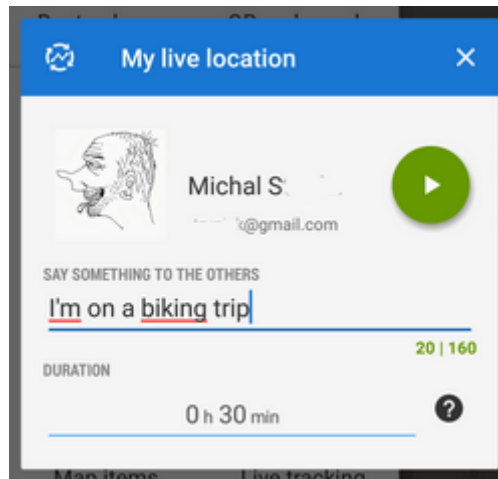 My live location
Michal S
@gmail.com
SAY SOMETHING TO THE OTHERS
I'm on a biking trip
20 | 160
DURATION
0 h 30 min
?
Map items Live tracking